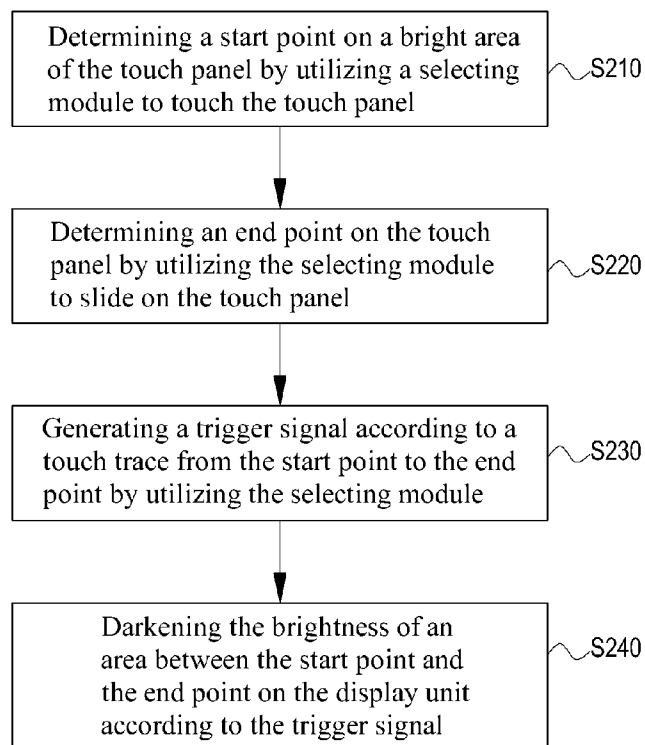 Determining a start point on a bright area
of the touch panel by utilizing a selecting
module to touch the touch panel
S210
Determining an end point on the touch
panel by utilizing the selecting module
to slide on the touch panel
S220
Generating a trigger signal according to a
touch trace from the start point to the end
point by utilizing the selecting module
S230
Darkening the brightness of an
area between the start point and
the end point on the display unit
according to the trigger signal
S240